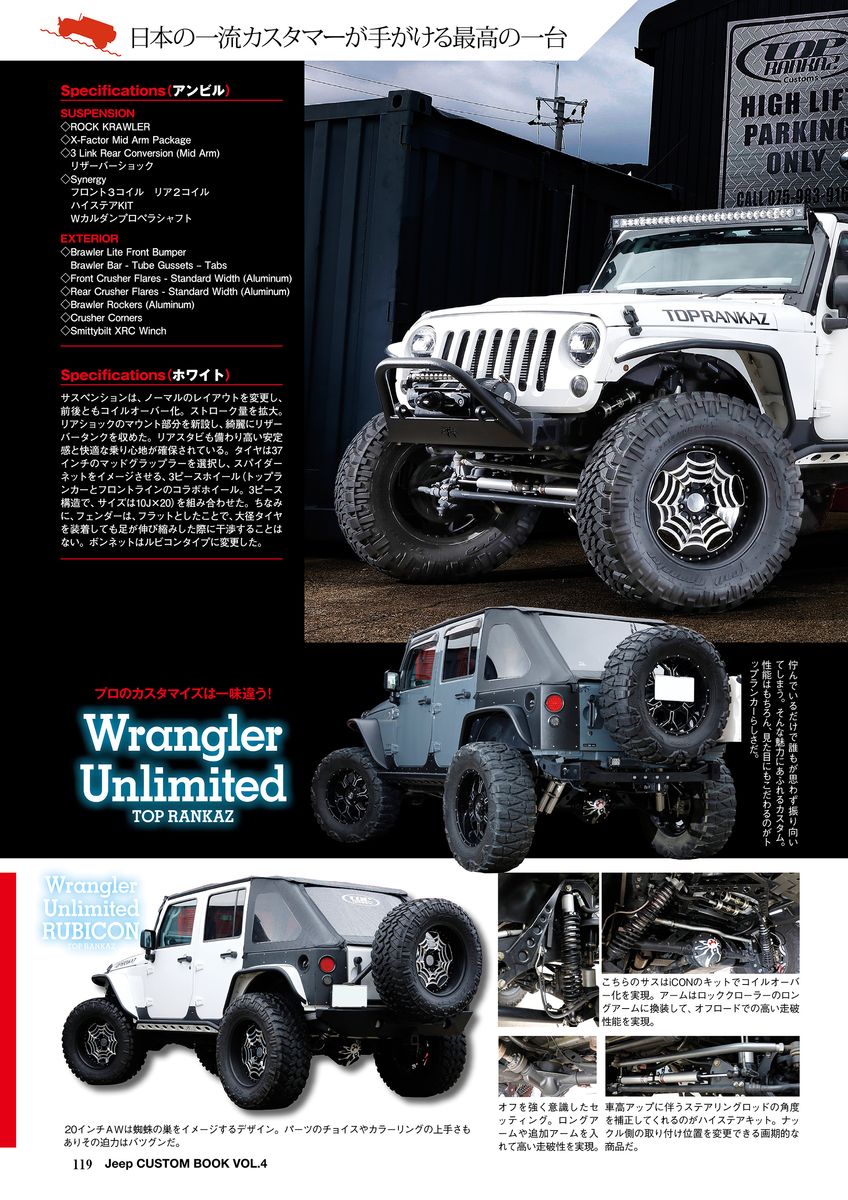 日本の一流カスタマーが手がける最高の一台
Specifications（アンビル）
SUSPENSION
◇ROCK KRAWLER
◇X-Factor Mid Arm Package
◇3 Link Rear Conversion (Mid Arm)
リザーバーショック
◇Synergy
フロント3コイル　リア2コイル
ハイステアKIT
Wカルダンプロペラシャフト
EXTERIOR
◇Brawler Lite Front Bumper
Brawler Bar - Tube Gussets – Tabs
◇Front Crusher Flares - Standard Width (Aluminum)
◇Rear Crusher Flares - Standard Width (Aluminum)
◇Brawler Rockers (Aluminum)
◇Crusher Corners
◇Smittybilt XRC Winch
Specifications（ホワイト）
サスペンションは、ノーマルのレイアウトを変更し、
前後ともコイルオーバー化。ストローク量を拡大。
リアショックのマウント部分を新設し、綺麗にリザー
バータンクを収めた。リアスタビも備わり高い安定
感と快適な乗り心地が確保されている。タイヤは37
インチのマッドグラップラーを選択し、スパイダー
ネットをイメージさせる、3ピースホイール（トップラ
ンカーとフロントラインのコラボホイール。3ピース
構造で、サイズは10J×20）を組み合わせた。ちなみ
に、フェンダーは、フラットとしたことで、大径タイヤ
を装着しても足が伸び縮みした際に干渉することは
ない。ボンネットはルビコンタイプに変更した。
TOP
RANKAZ
Customs
HIGH LIFT
PARKING
ONLY
CALL 075-983-916
TOPRANKAZ
プロのカスタマイズは一味違う！
Wrangler
Unlimited
TOP RANKAZ
佇んでいるだけで誰もが思わず振り向い
てしまう。そんな魅力にあふれるカスタム。
性能はもちろん、見た目にもこだわるのがト
ップランカーらしさだ。
Wrangler
Unlimited
RUBICON
TOP RANKAZ
TOP
RANKAZ
TOPRANKAZ
20インチAWは蜘蛛の巣をイメージするデザイン。パーツのチョイスやカラーリングの上手さも
ありその迫力はバツグンだ。
こちらのサスはiCONのキットでコイルオーバ
ー化を実現。アームはロッククローラーのロン
グアームに換装して、オフロードでの高い走破
性能を実現。
オフを強く意識したセ
ッティング。ロングア
ームや追加アームを入
れて高い走破性を実現。
車高アップに伴うステアリングロッドの角度
を補正してくれるのがハイステアキット。ナッ
クル側の取り付け位置を変更できる画期的な
商品だ。
119 Jeep CUSTOM BOOK VOL.4